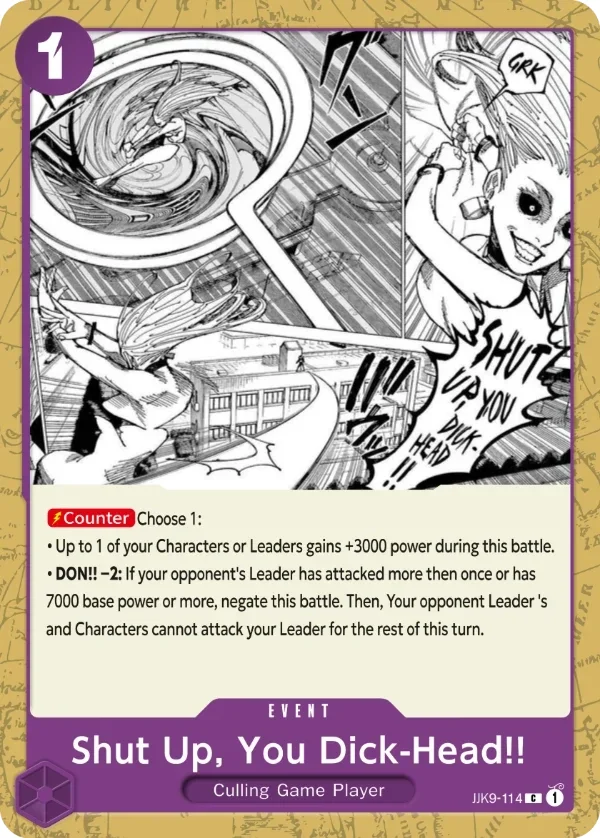 1
GRK
SHUT
UP, YOU
DICK-
HEAD
!!
Counter Choose 1:
• Up to 1 of your Characters or Leaders gains +3000 power during this battle.
• DON!! −2: If your opponent's Leader has attacked more then once or has
7000 base power or more, negate this battle. Then, Your opponent Leader 's
and Characters cannot attack your Leader for the rest of this turn.
EVENT
Shut Up, You Dick-Head!!
Culling Game Player
JJK9-114 C 1